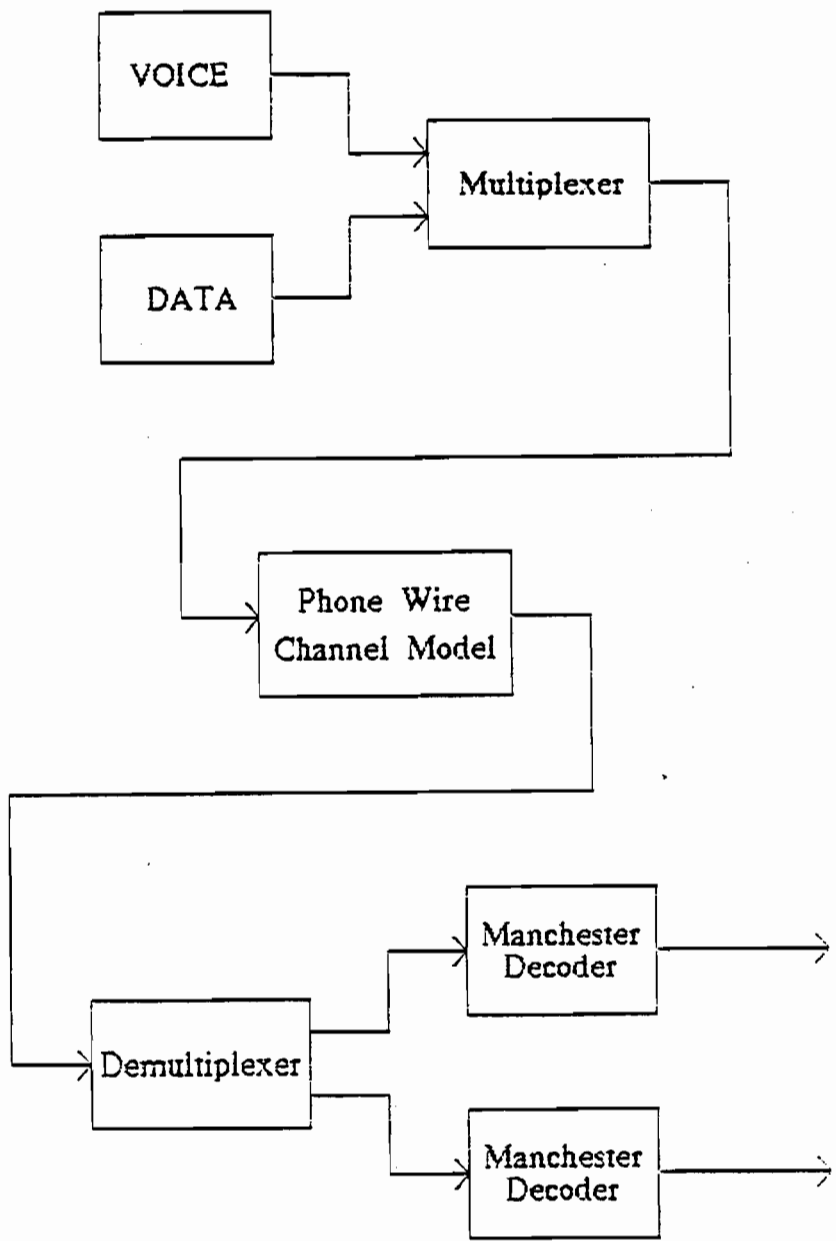 VOICE
Multiplexer
DATA
Phone Wire
Channel Model
Manchester
Decoder
Demultiplexer
Manchester
Decoder